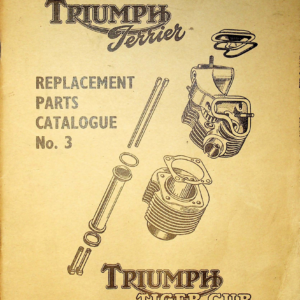 TRIUMPH
Terrier
REPLACEMENT
PARTS
CATALOGUE
No. 3
TRIUMPH
TIGER CUB